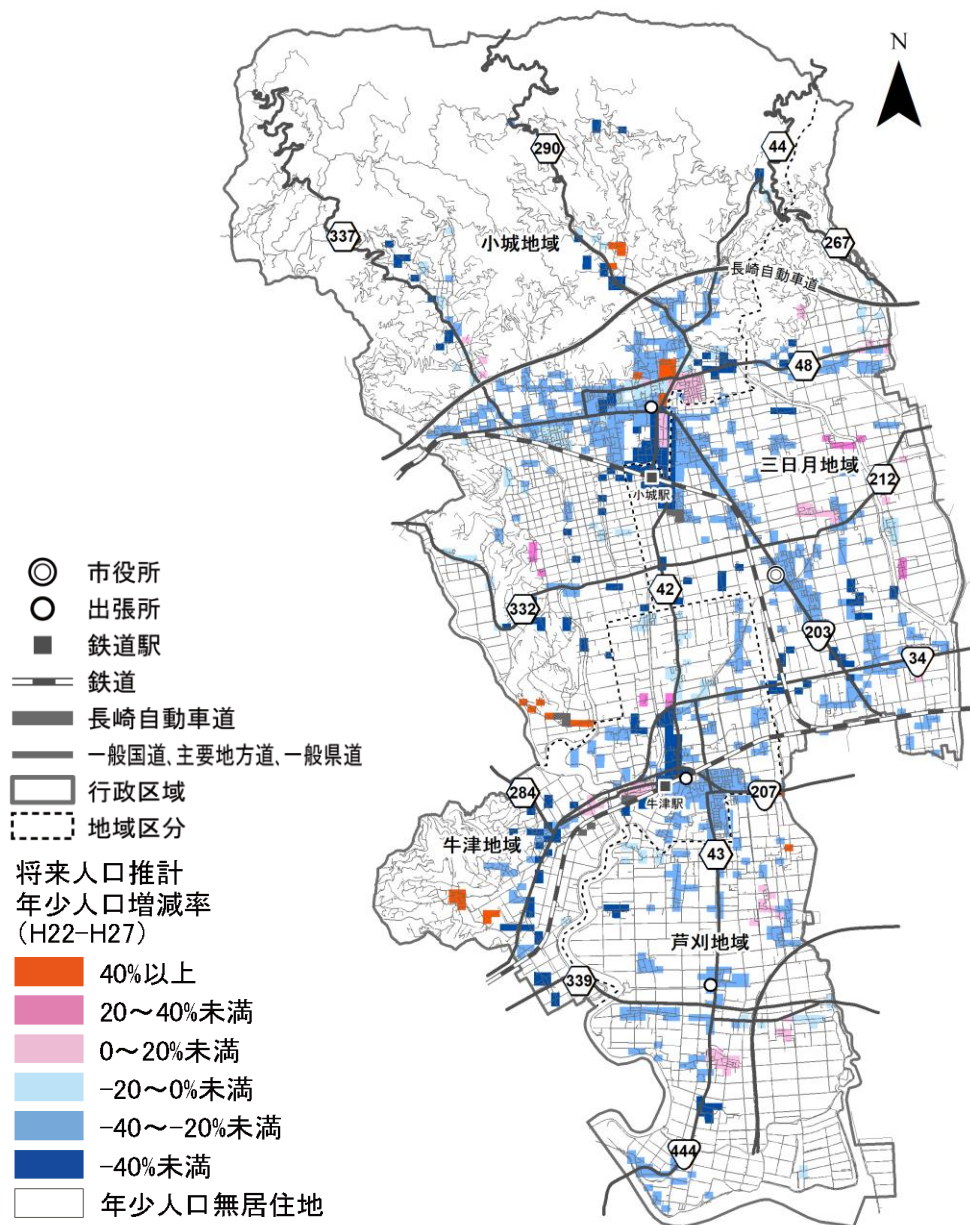 N
290
44
337
小城地域
267
長崎自動車道
48
三日月地域
212
小城駅
42
332
203
34
284
207
牛津駅
牛津地域
43
芦刈地域
339
444
市役所
出張所
鉄道駅
鉄道
長崎自動車道
一般国道、主要地方道、一般県道
行政区域
地域区分
将来人口推計
年少人口増減率
（H22-H27）
40%以上
20～40%未満
0～20%未満
-20～0%未満
-40～-20%未満
-40%未満
年少人口無居住地